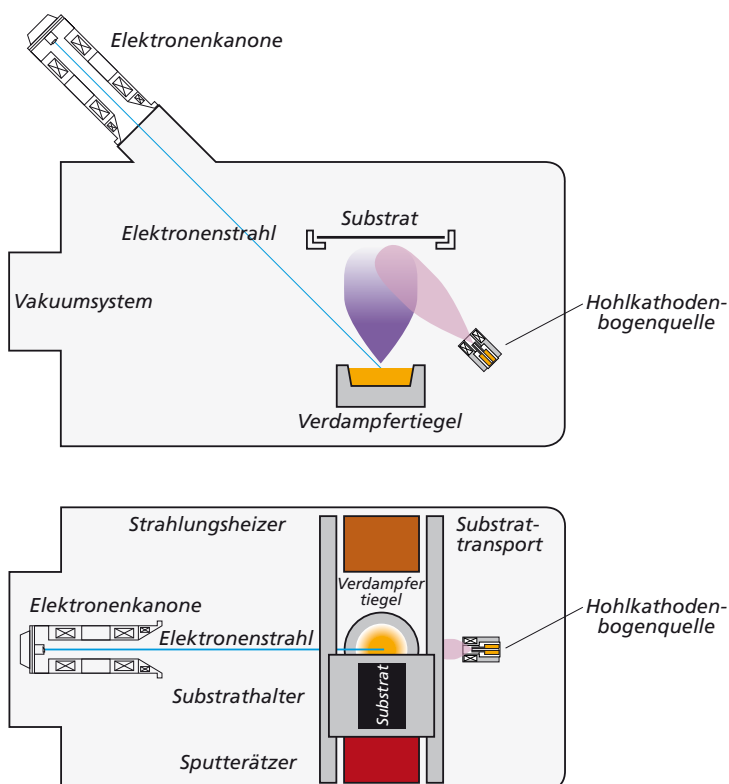 Elektronenkanone
Substrat
Elektronenstrahl
Vakuumsystem
Hohlkathoden-
bogenquelle
Verdampfertiegel
Strahlungsheizer
Substrat-
transport
Verdampfer
tiegel
Elektronenkanone
Hohlkathoden-
bogenquelle
Elektronenstrahl
Substrathalter
Substrat
Sputterätzer